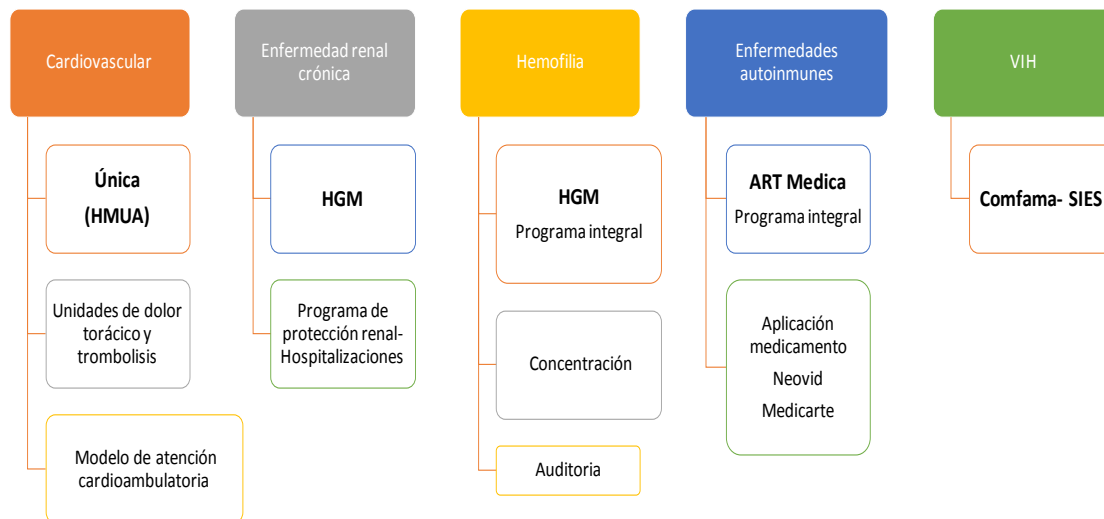 Cardiovascular
Única
(HMUA)
Unidades de dolor
torácico y
trombolisis
Modelo de atención
cardioambulatoria
Enfermedad renal
crónica
HGM
Programa de
protección renal-
Hospitalizaciones
Hemofilia
HGM
Programa integral
Concentración
Auditoria
Enfermedades
autoinmunes
ART Medica
Programa integral
Aplicación
medicamento
Neovid
Medicarte
VIH
Comfama- SIES